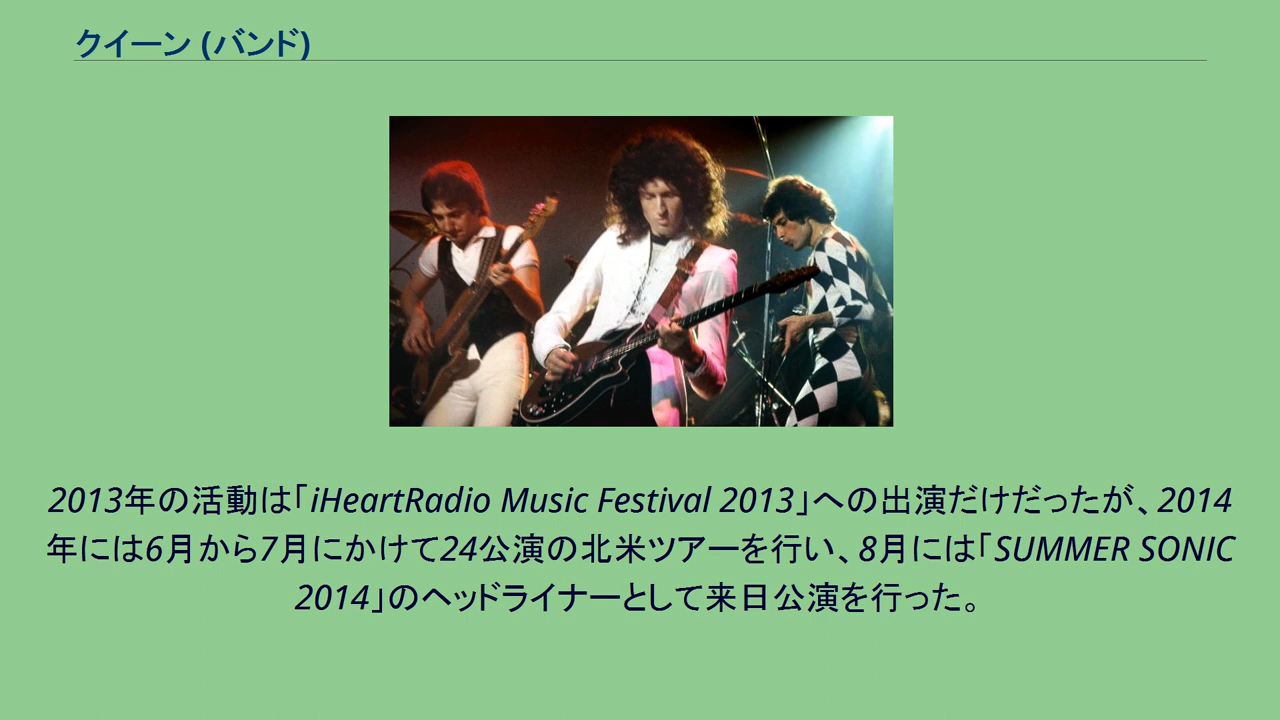 クイーン (バンド)
2013年の活動は「iHeartRadio Music Festival 2013」への出演だけだったが、2014
年には6月から7月にかけて24公演の北米ツアーを行い、8月には「SUMMER SONIC
2014」のヘッドライナーとして来日公演を行った。